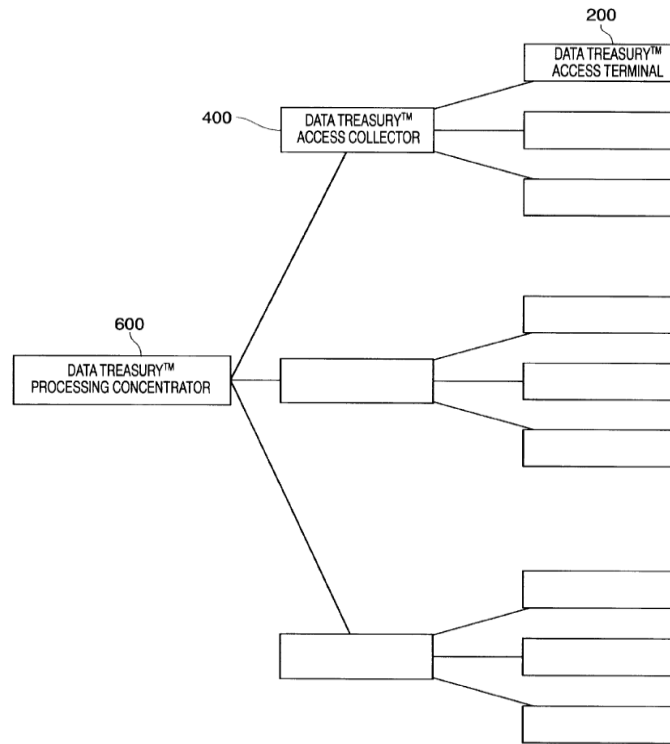 200
DATA TREASURY™
ACCESS TERMINAL
400
DATA TREASURY™
ACCESS COLLECTOR
600
DATA TREASURY™
PROCESSING CONCENTRATOR